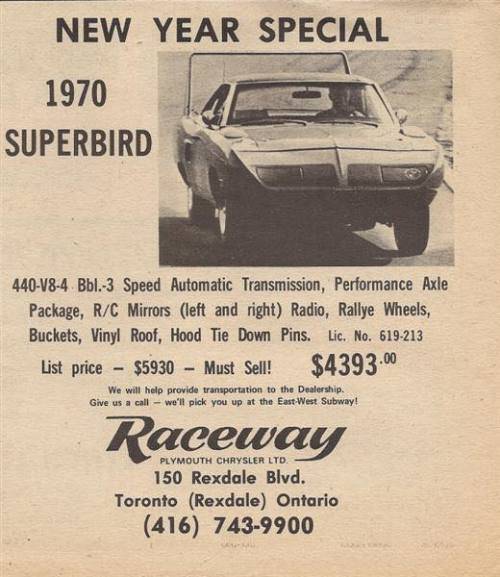 NEW YEAR SPECIAL
1970
SUPERBIRD
440-V8-4 Bbl.-3 Speed Automatic Transmission, Performance Axle
Package, R/C Mirrors (left and right) Radio, Rallye Wheels,
Buckets, Vinyl Roof, Hood Tie Down Pins. Lic. No. 619-213
List price — $5930 — Must Sell! $4393.00
We will help provide transportation to the Dealership.
Give us a call — we'll pick you up at the East-West Subway!
Raceway
PLYMOUTH CHRYSLER LTD.
150 Rexdale Blvd.
Toronto (Rexdale) Ontario
(416) 743-9900